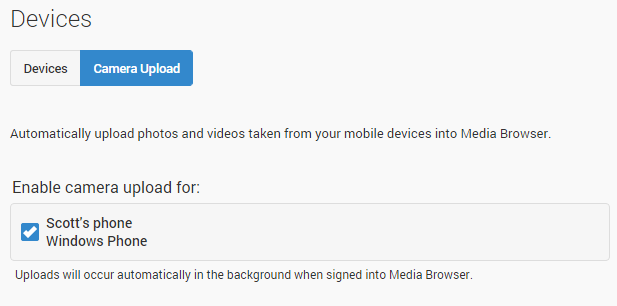 Devices
Devices
Camera Upload
Automatically upload photos and videos taken from your mobile devices into Media Browser.
Enable camera upload for:
Scott's phone
Windows Phone
Uploads will occur automatically in the background when signed into Media Browser.